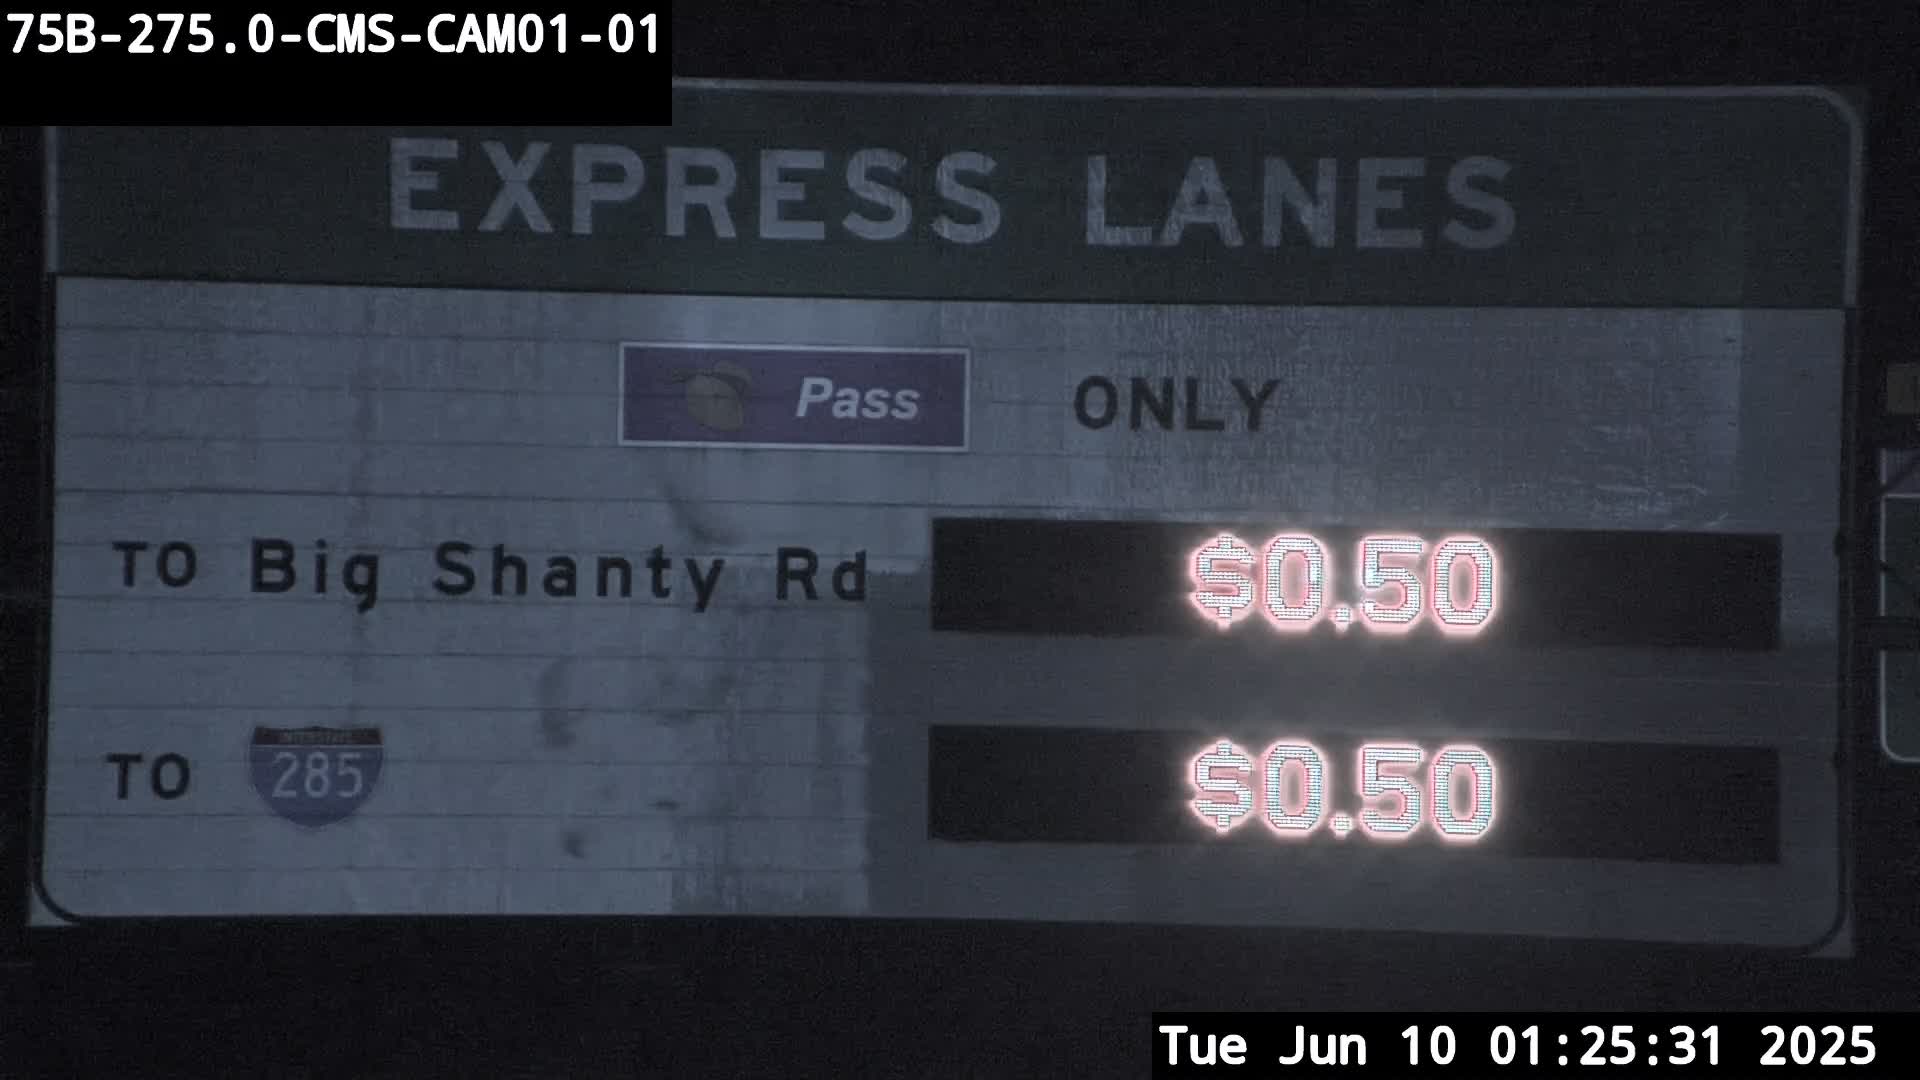 75B-275.0-CMS-CAM01-01
EXPRESS LANES
Pass ONLY
TO Big Shanty Rd $0.50
INTERSTATE
TO 285 $0.50
Tue Jun 10 01:25:31 2025